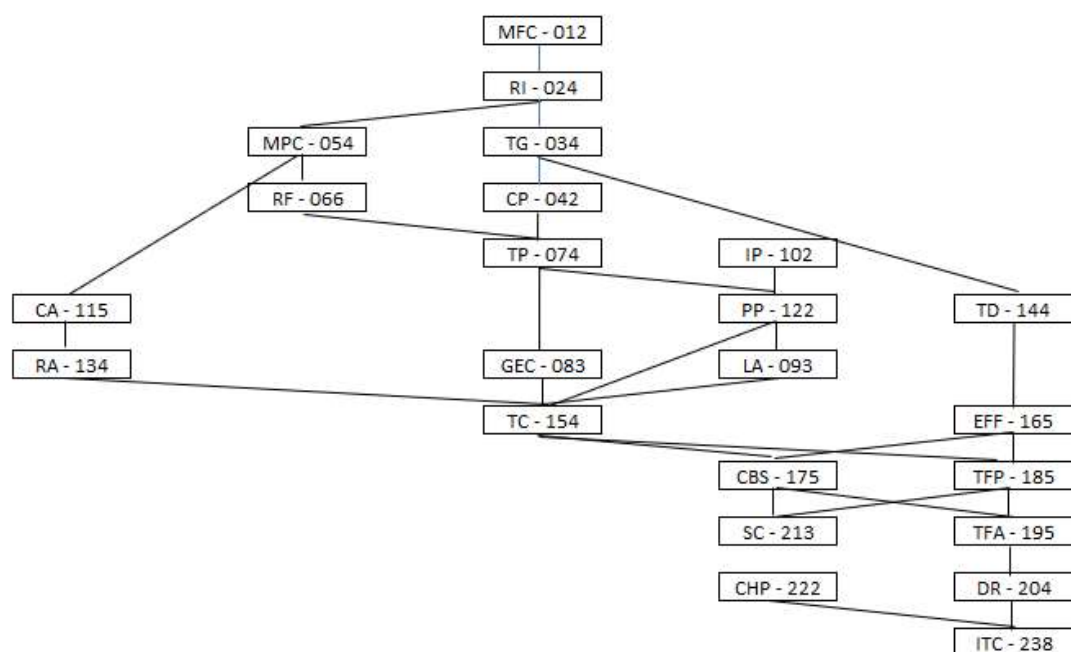 MFC - 012
RI - 024
MPC - 054
TG - 034
RF - 066
CP - 042
TP - 074
IP - 102
CA - 115
PP - 122
TD - 144
RA - 134
GEC - 083
LA - 093
TC - 154
EFF - 165
CBS - 175
TFP - 185
SC - 213
TFA - 195
CHP - 222
DR - 204
ITC - 238